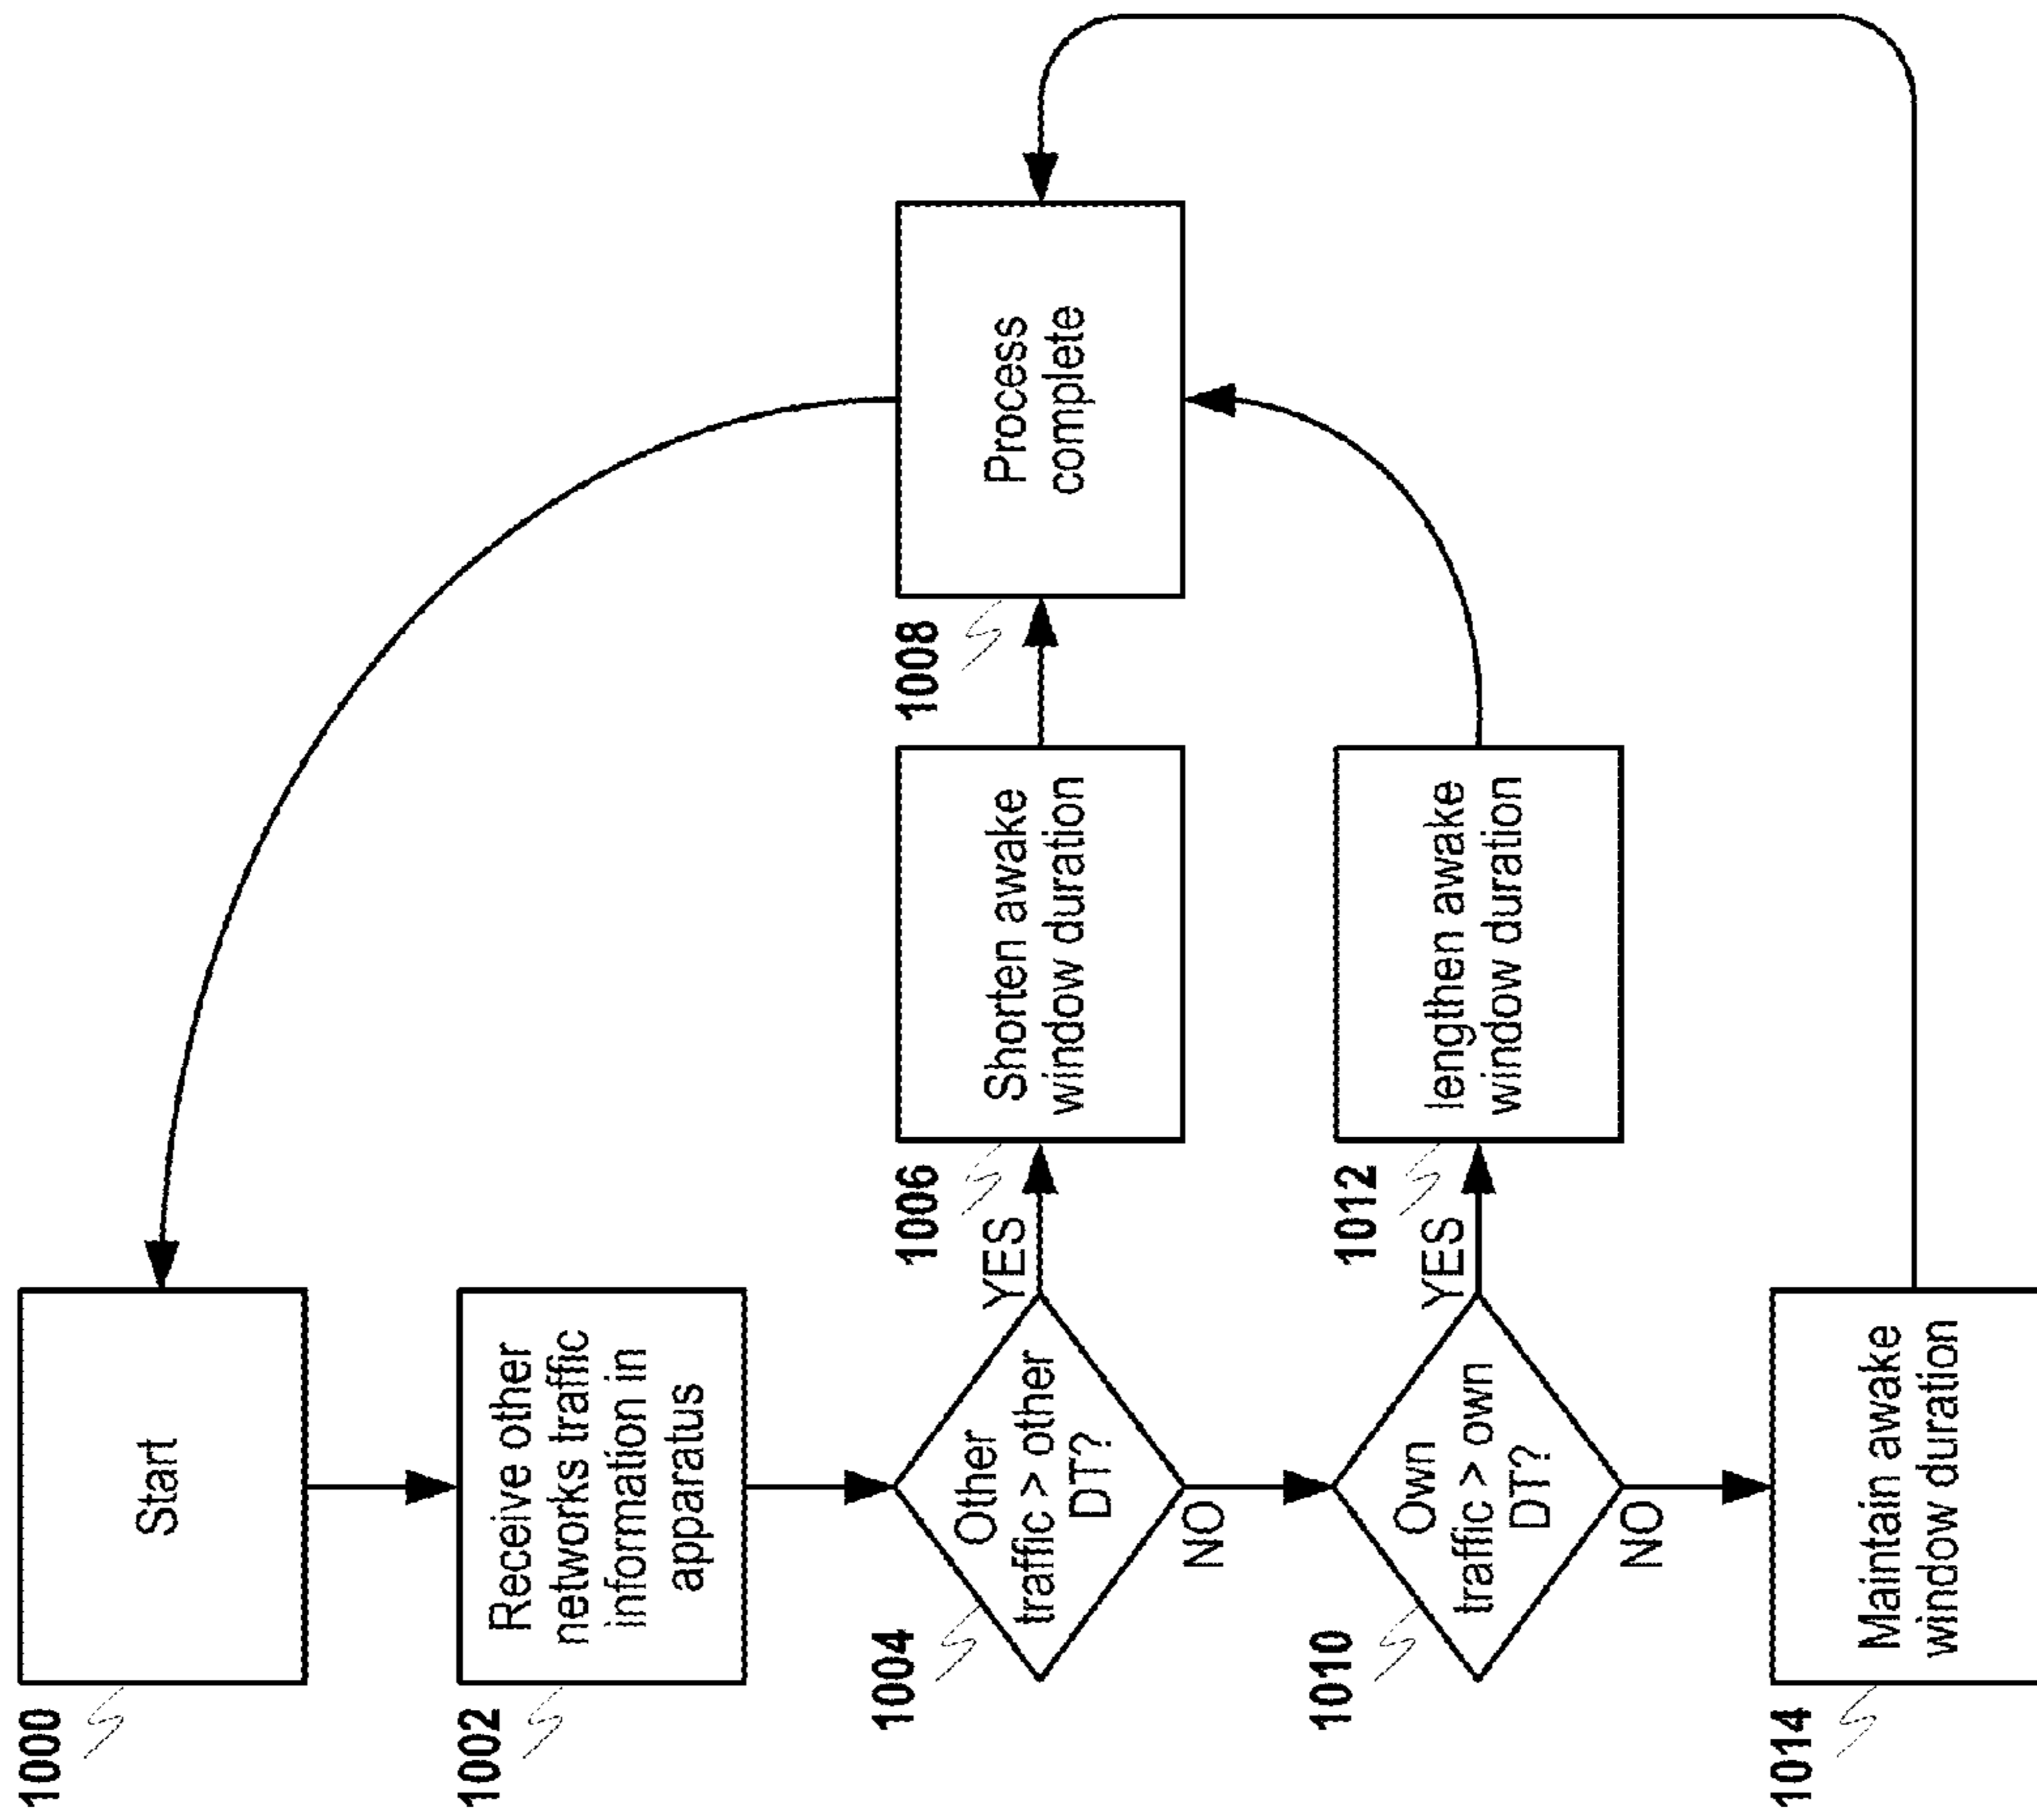 1000
Start
1002
Receive other
networks traffic
information in
apparatus
1004
Other
traffic > other
DT?
YES
NO
1006
Shorten awake
window duration
1008
Process
complete
1010
Own
traffic > own
DT?
YES
NO
1012
lengthen awake
window duration
1014
Maintain awake
window duration